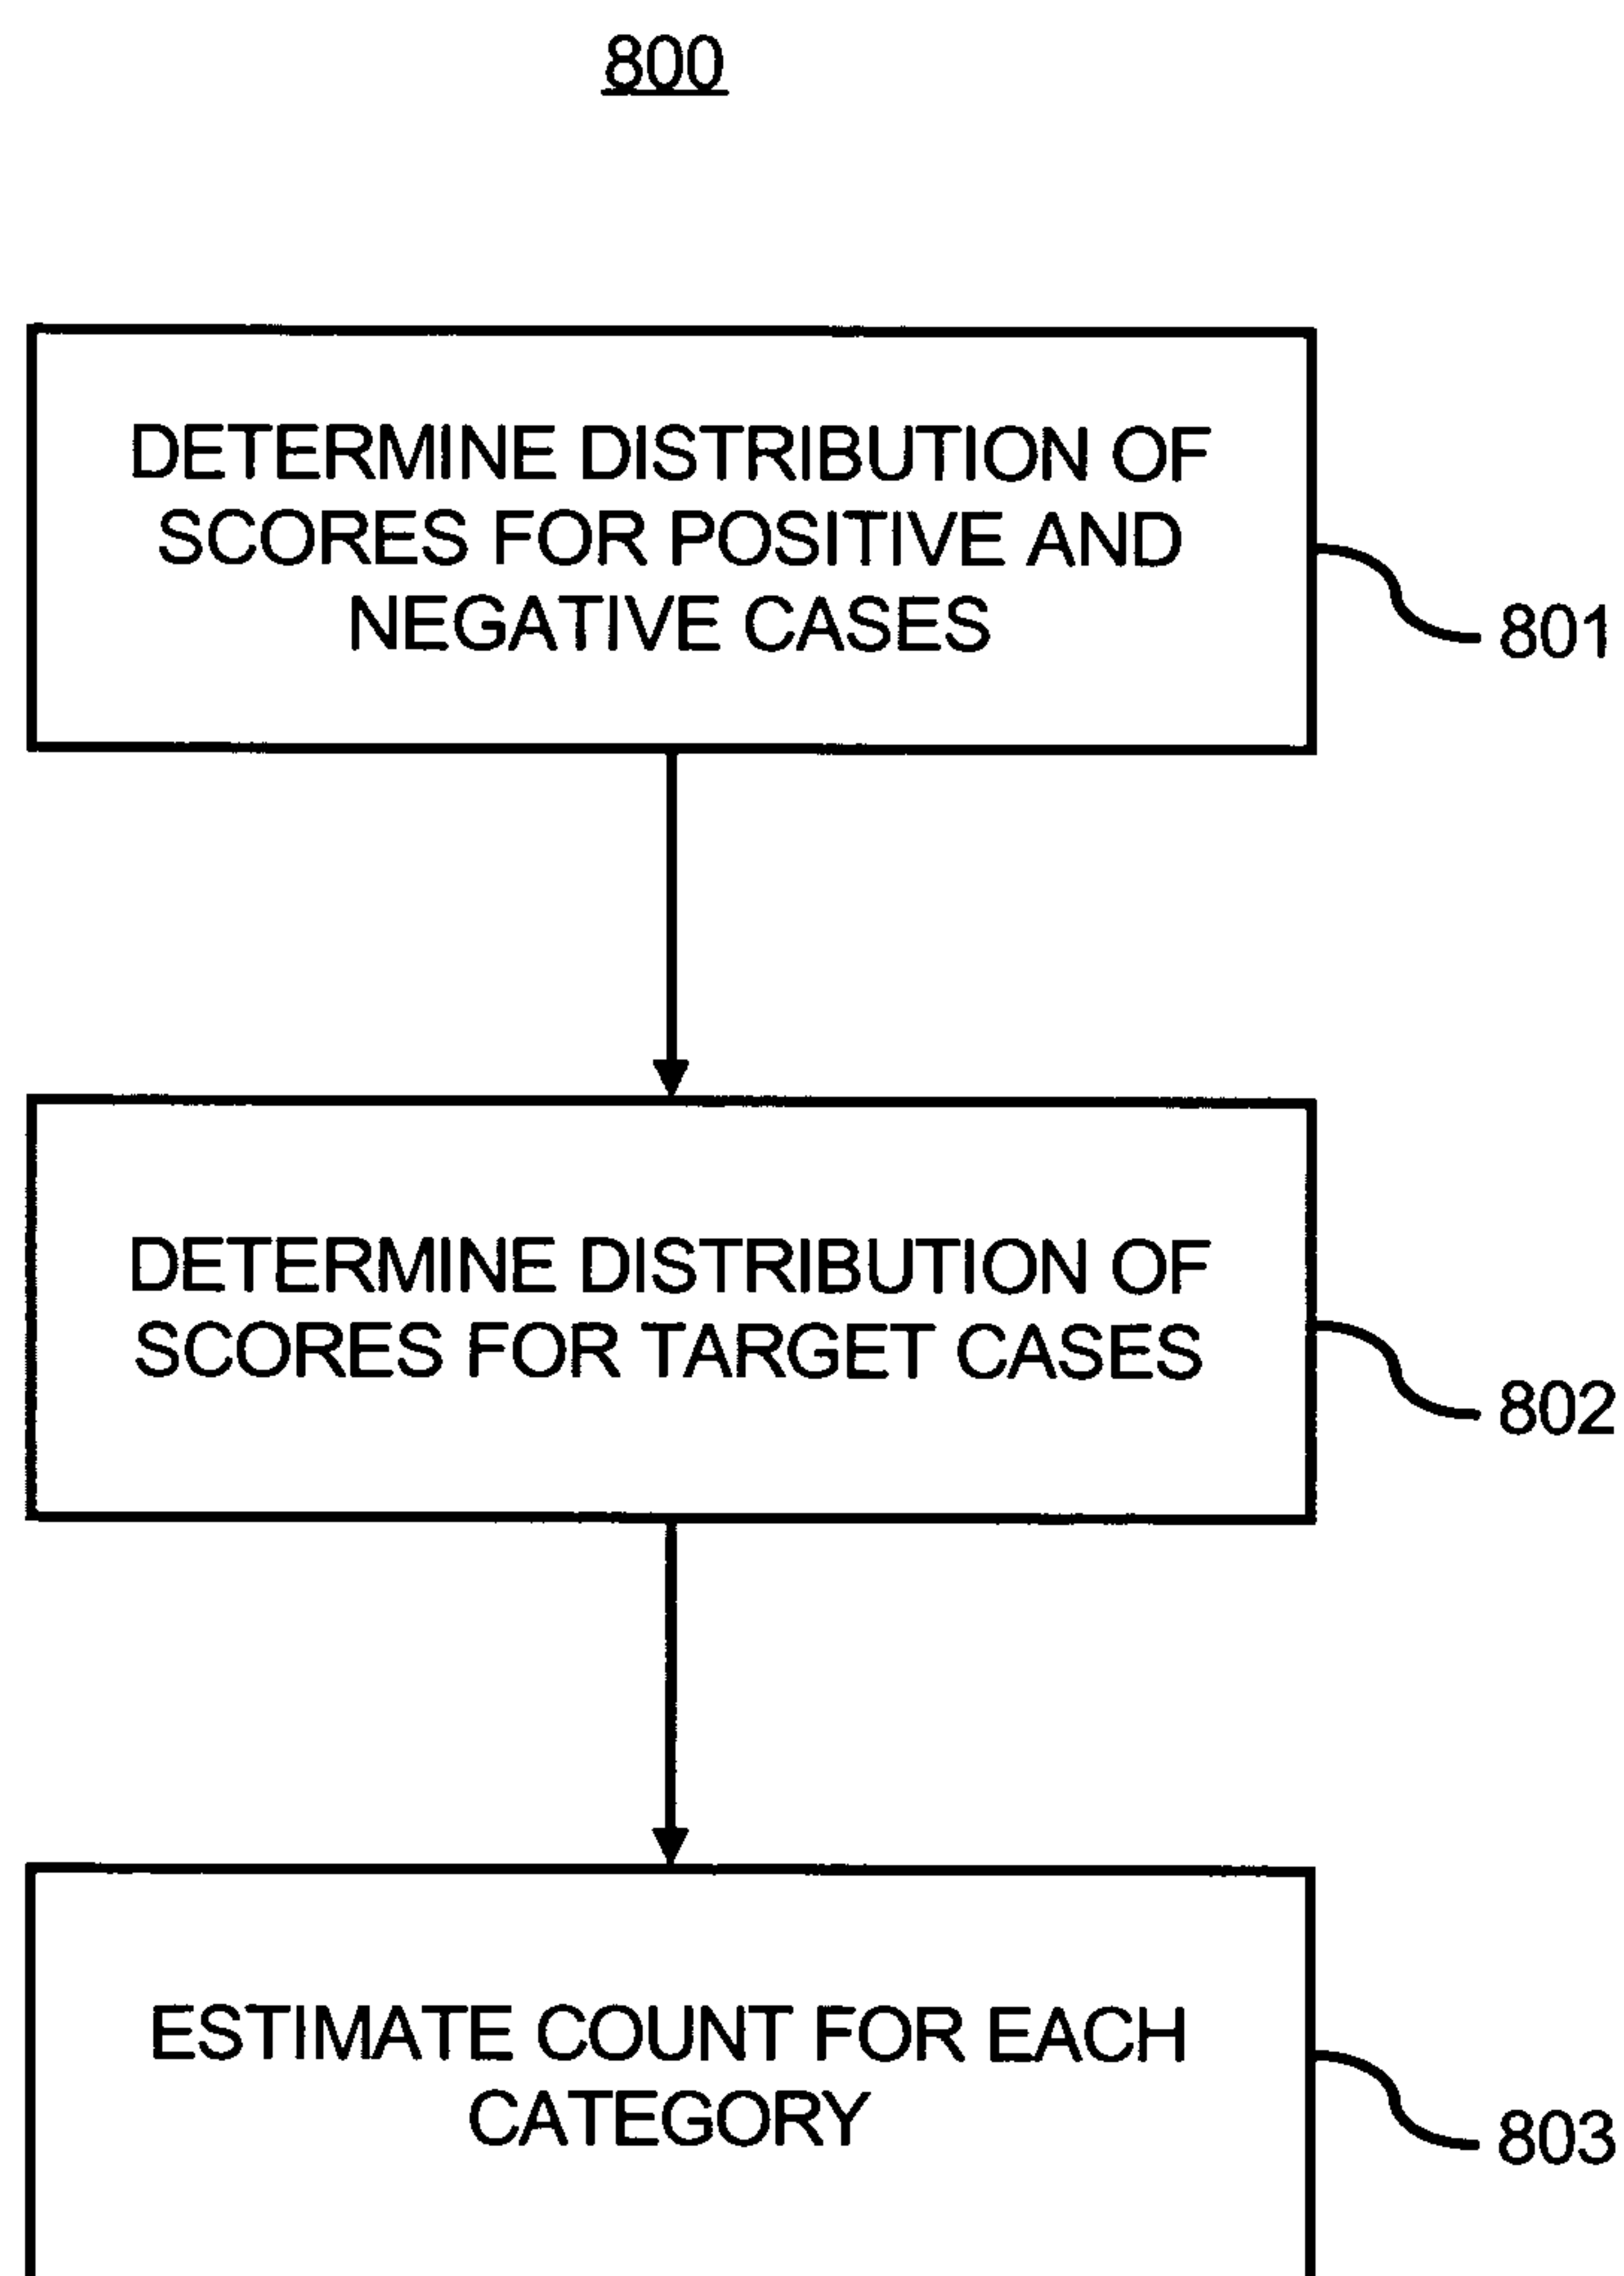 800
DETERMINE DISTRIBUTION OF
SCORES FOR POSITIVE AND
NEGATIVE CASES
801
DETERMINE DISTRIBUTION OF
SCORES FOR TARGET CASES
802
ESTIMATE COUNT FOR EACH
CATEGORY
803